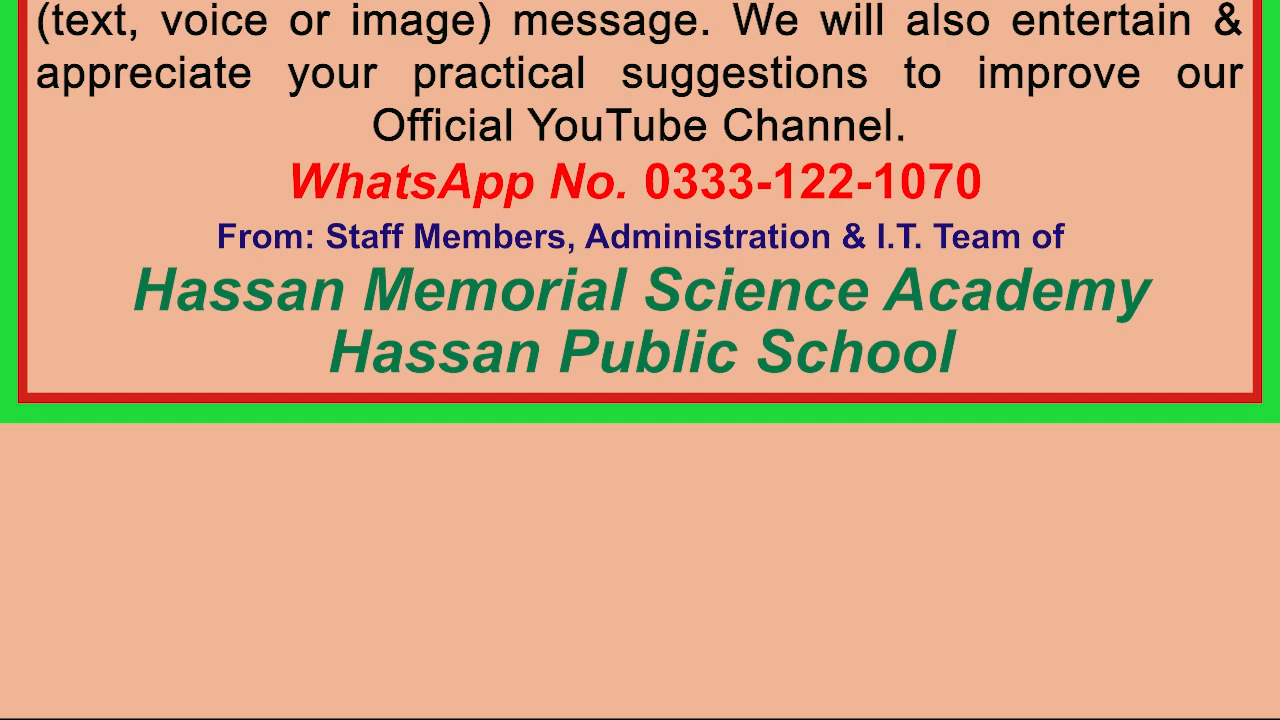 (text, voice or image) message. We will also entertain &
appreciate your practical suggestions to improve our
Official YouTube Channel.
WhatsApp No. 0333-122-1070
From: Staff Members, Administration & I.T. Team of
Hassan Memorial Science Academy
Hassan Public School